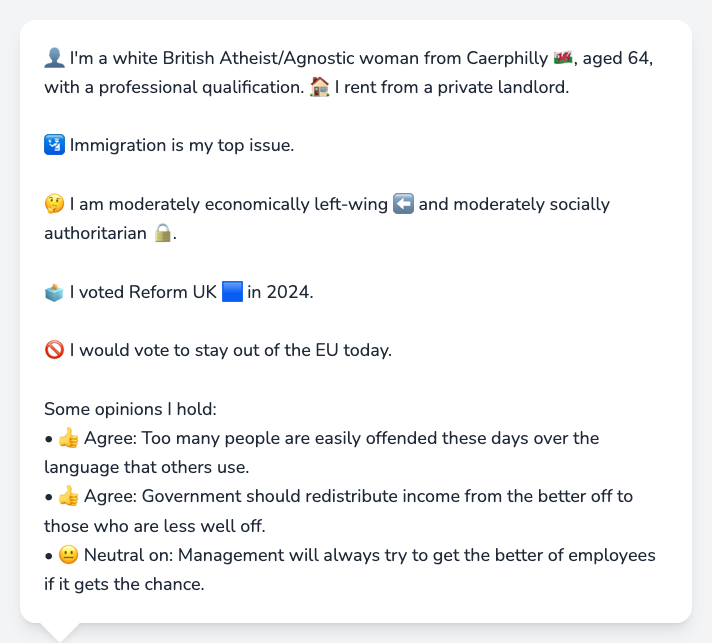 👤 I'm a white British Atheist/Agnostic woman from Caerphilly 🏴󠁧󠁢󠁷󠁬󠁳󠁿, aged 64,
with a professional qualification. 🏠 I rent from a private landlord.
🛂 Immigration is my top issue.
🤔 I am moderately economically left-wing ⬅️ and moderately socially
authoritarian 🔒.
🗳️ I voted Reform UK 🟦 in 2024.
🚫 I would vote to stay out of the EU today.
Some opinions I hold:
• 👍 Agree: Too many people are easily offended these days over the
language that others use.
• 👍 Agree: Government should redistribute income from the better off to
those who are less well off.
• 😐 Neutral on: Management will always try to get the better of employees
if it gets the chance.